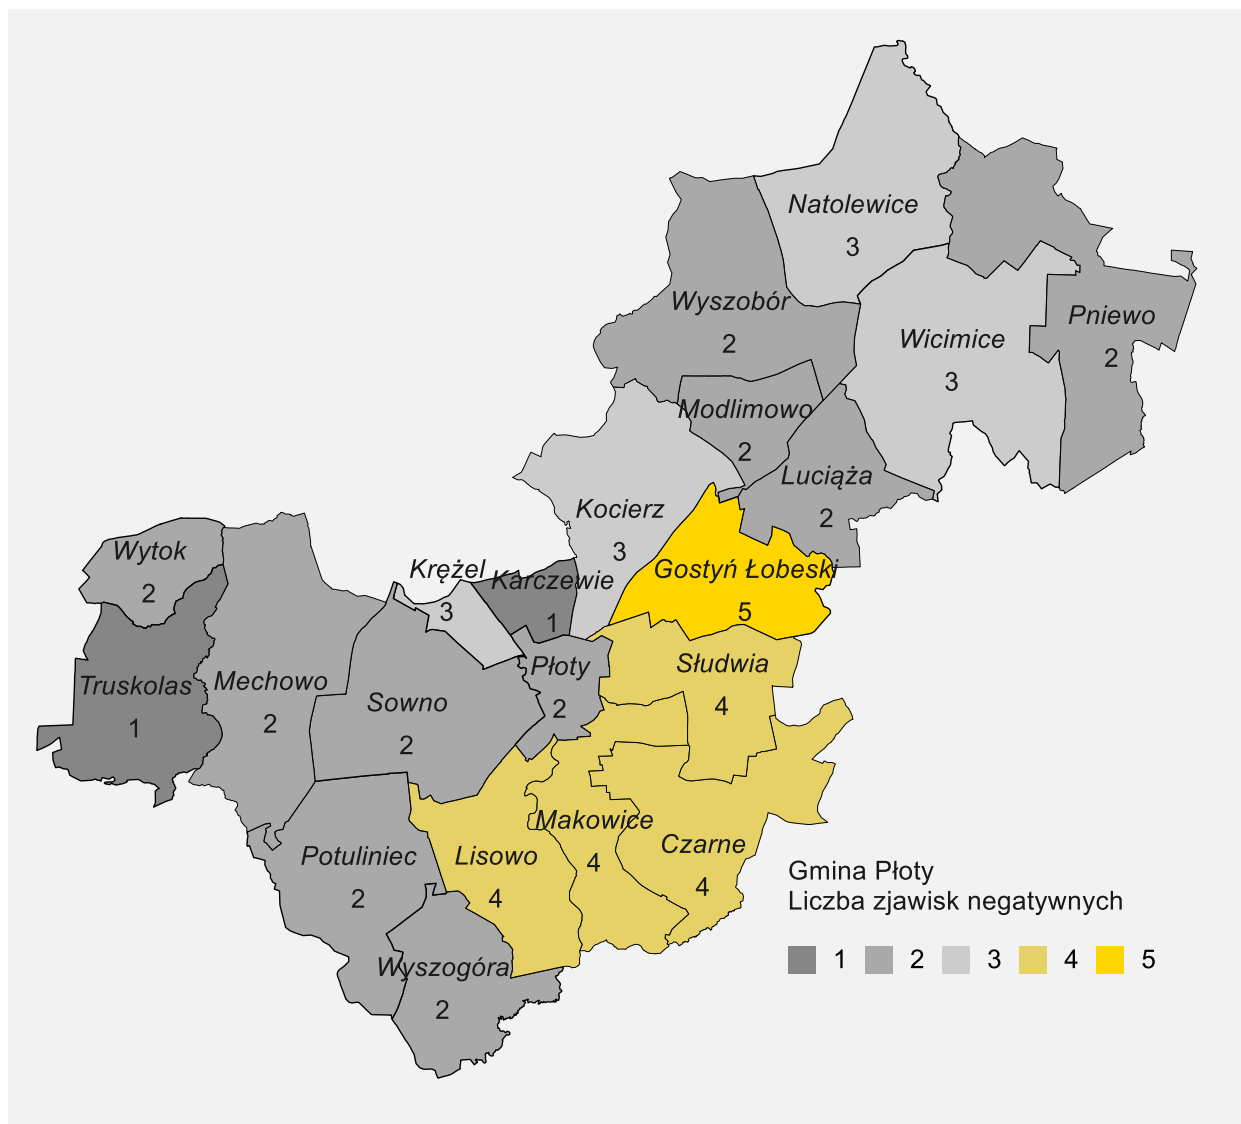 Natolewice
3
Wyszobór
2
Wicimice
3
Pniewo
2
Modlimowo
2
Luciąża
2
Kocierz
3
Wytok
2
Krężel
3
Karczewie
1
Gostyń Łobeski
5
Truskolas
1
Mechowo
2
Sowno
2
Płoty
2
Słudwia
4
Potuliniec
2
Lisowo
4
Makowice
4
Czarne
4
Wyszogóra
2
Gmina Płoty
Liczba zjawisk negatywnych
1 2 3 4 5